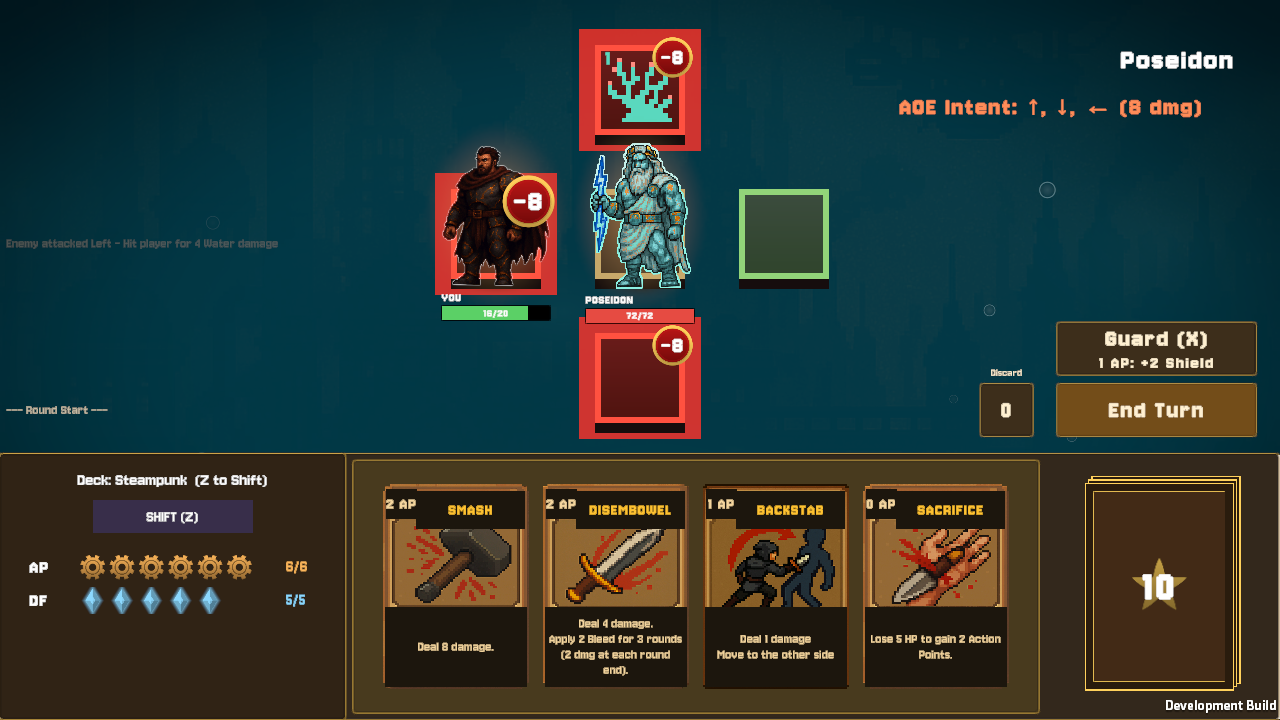 1
-8
Poseidon
AOE Intent: ↑, ↓, ← (8 dmg)
-8
Enemy attacked Left - Hit player for 4 Water damage
YOU
16/20
POSEIDON
72/72
-8
Guard (X)
1 AP: +2 Shield
Discard
0
End Turn
--- Round Start ---
Deck: Steampunk (Z to Shift)
SHIFT (Z)
AP
6/6
DF
5/5
2 AP
SMASH
Deal 8 damage.
2 AP
DISEMBOWEL
Deal 4 damage.
Apply 2 Bleed for 3 rounds
(2 dmg at each round
end).
1 AP
BACKSTAB
Deal 1 damage
Move to the other side
0 AP
SACRIFICE
Lose 5 HP to gain 2 Action
Points.
10
Development Build